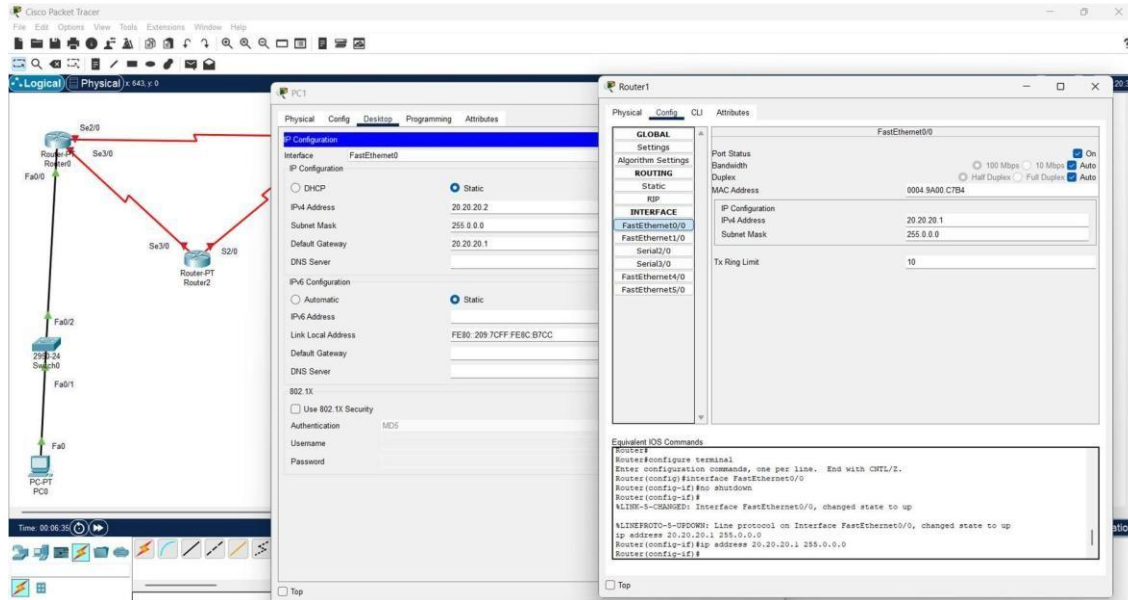 Cisco Packet Tracer
File Edit Options View Tools Extensions Window Help
Logical Physical x: 643, y: 0
Se2/0
Router-PT
Router0
Se3/0
Fa0/0
Se3/0
S2/0
Router-PT
Router2
Fa0/2
2950-24
Switch0
Fa0/1
Fa0
PC-PT
PC0
Time: 00:06:35
PC1
Physical Config Desktop Programming Attributes
IP Configuration
Interface FastEthernet0
IP Configuration
DHCP Static
IPv4 Address 20.20.20.2
Subnet Mask 255.0.0.0
Default Gateway 20.20.20.1
DNS Server
IPv6 Configuration
Automatic Static
IPv6 Address
Link Local Address FE80::209:7CFF:FE8C:B7CC
Default Gateway
DNS Server
802.1X
Use 802.1X Security
Authentication MD5
Username
Password
Top
Router1
Physical Config CLI Attributes
GLOBAL
Settings
Algorithm Settings
ROUTING
Static
RIP
INTERFACE
FastEthernet0/0
FastEthernet1/0
Serial2/0
Serial3/0
FastEthernet4/0
FastEthernet5/0
FastEthernet0/0
Port Status On
Bandwidth 100 Mbps 10 Mbps Auto
Duplex Half Duplex Full Duplex Auto
MAC Address 0004.9A00.C7B4
IP Configuration
IPv4 Address 20.20.20.1
Subnet Mask 255.0.0.0
Tx Ring Limit 10
Equivalent IOS Commands
Router#
Router#configure terminal
Enter configuration commands, one per line. End with CNTL/Z.
Router(config)#interface FastEthernet0/0
Router(config-if)#no shutdown
Router(config-if)#
%LINK-5-CHANGED: Interface FastEthernet0/0, changed state to up
%LINEPROTO-5-UPDOWN: Line protocol on Interface FastEthernet0/0, changed state to up
ip address 20.20.20.1 255.0.0.0
Router(config-if)#ip address 20.20.20.1 255.0.0.0
Router(config-if)#
Top